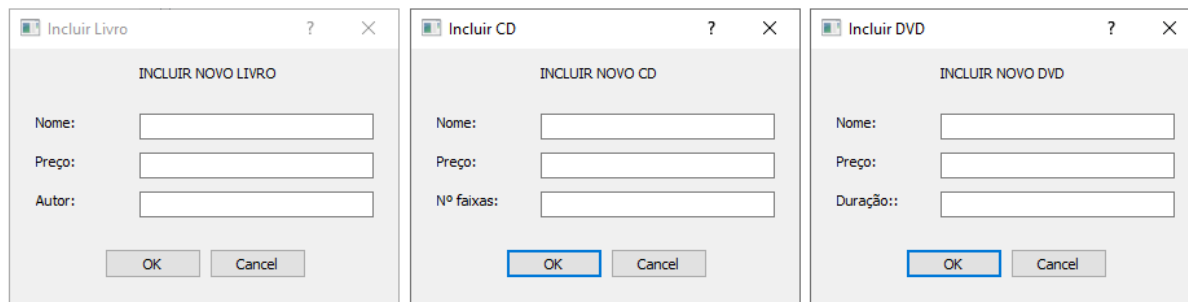 Incluir Livro ?
INCLUIR NOVO LIVRO
Nome:
Preço:
Autor:
OK Cancel
Incluir CD ?
INCLUIR NOVO CD
Nome:
Preço:
Nº faixas:
OK Cancel
Incluir DVD ?
INCLUIR NOVO DVD
Nome:
Preço:
Duração::
OK Cancel